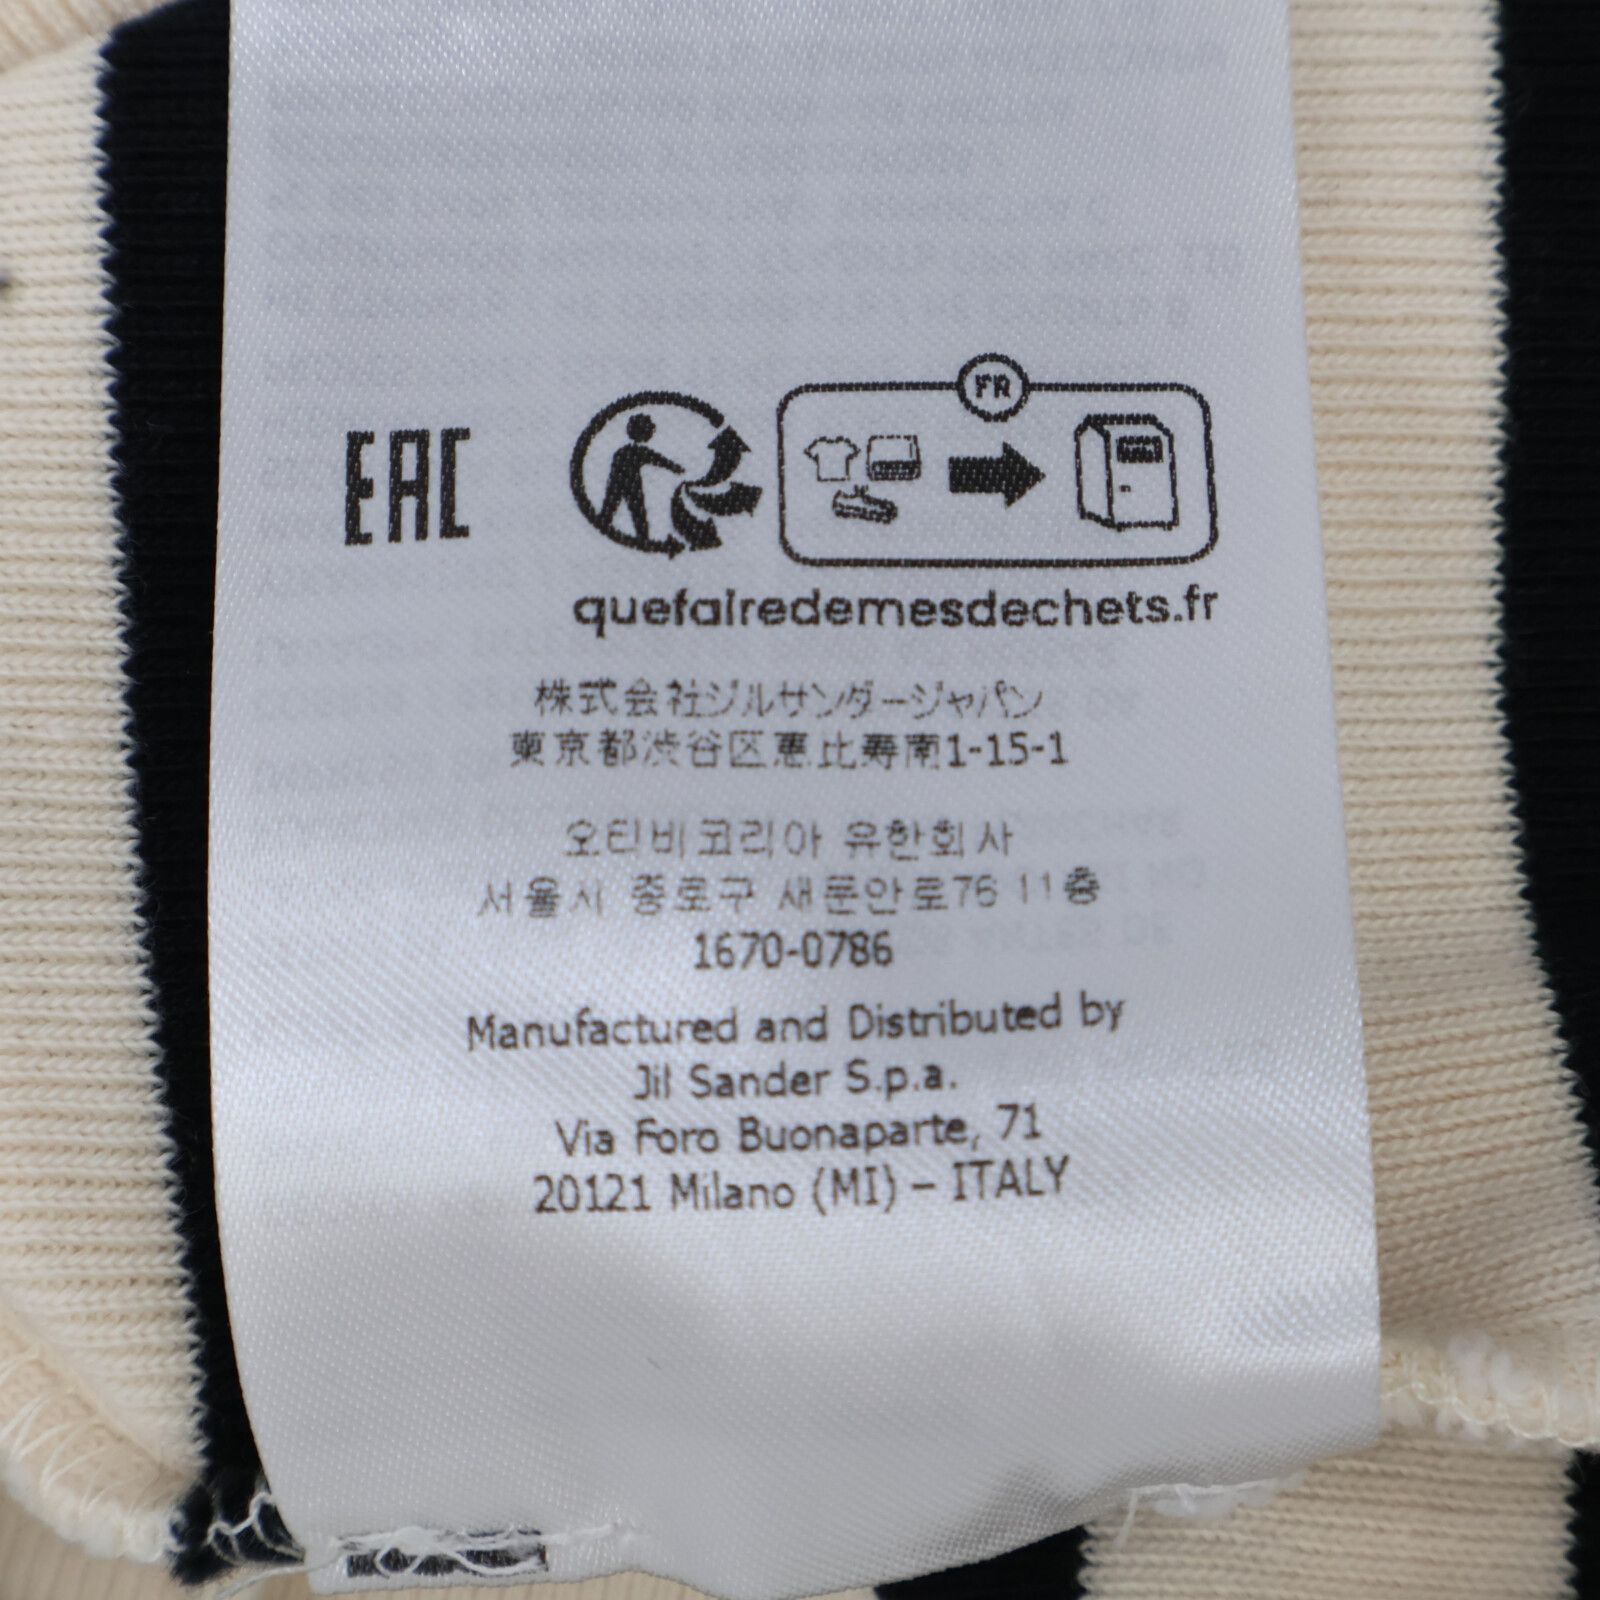 EAC
FR
quefairedemesdechets.fr
株式会社ジルサンダージャパン
東京都渋谷区恵比寿南1-15-1
오티비코리아 유한회사
서울시 종로구 새문안로76 11층
1670-0786
Manufactured and Distributed by
Jil Sander S.p.a.
Via Foro Buonaparte, 71
20121 Milano (MI) – ITALY